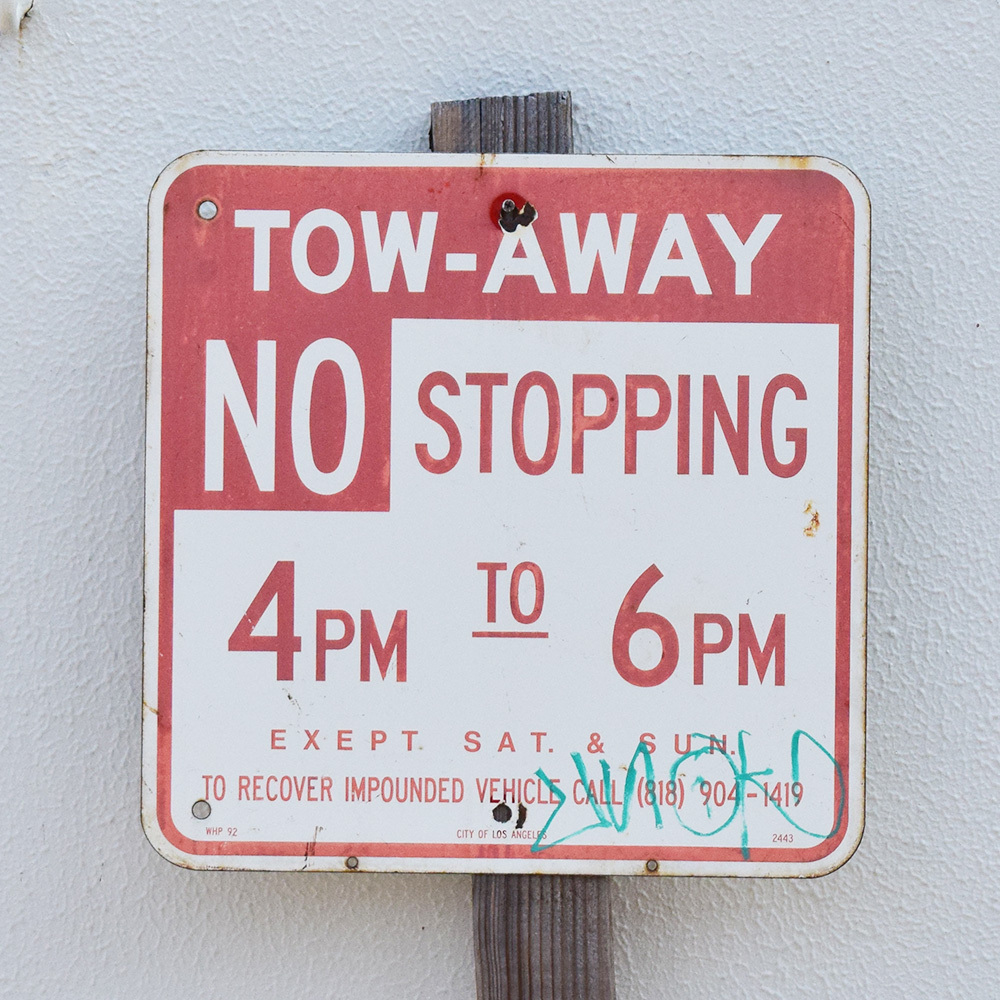 TOW-AWAY
NO STOPPING
4PM TO 6PM
EXEPT SAT. & SUN.
TO RECOVER IMPOUNDED VEHICLE CALL (818) 904-1419
WHP 92 CITY OF LOS ANGELES 2443